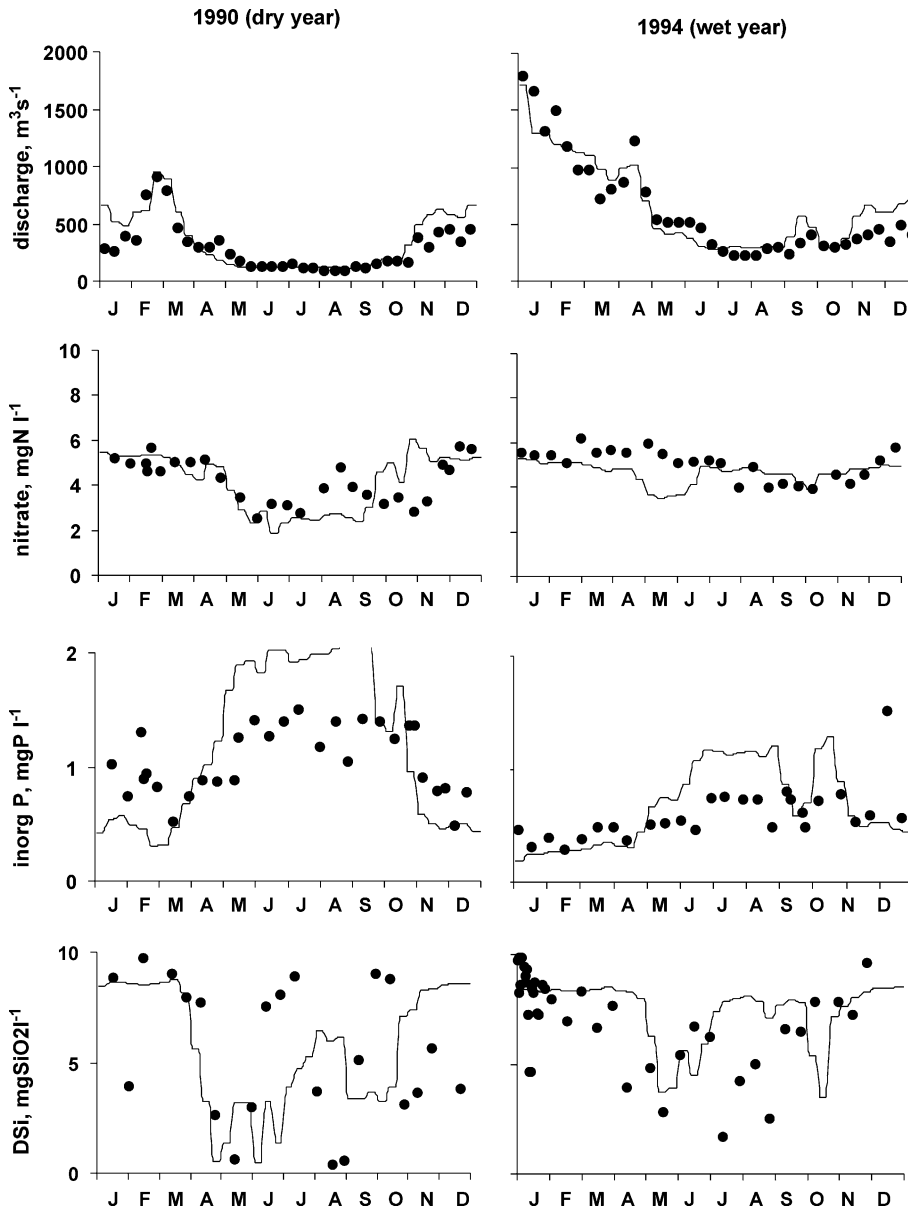 1990 (dry year)
1994 (wet year)
discharge, m³s⁻¹
2000
1500
1000
500
0
J F M A M J J A S O N D
J F M A M J J A S O N D
nitrate, mgN l⁻¹
10
8
6
4
2
0
J F M A M J J A S O N D
J F M A M J J A S O N D
inorg P, mgP l⁻¹
2
1
0
J F M A M J J A S O N D
J F M A M J J A S O N D
DSi, mgSiO2l⁻¹
10
5
0
J F M A M J J A S O N D
J F M A M J J A S O N D